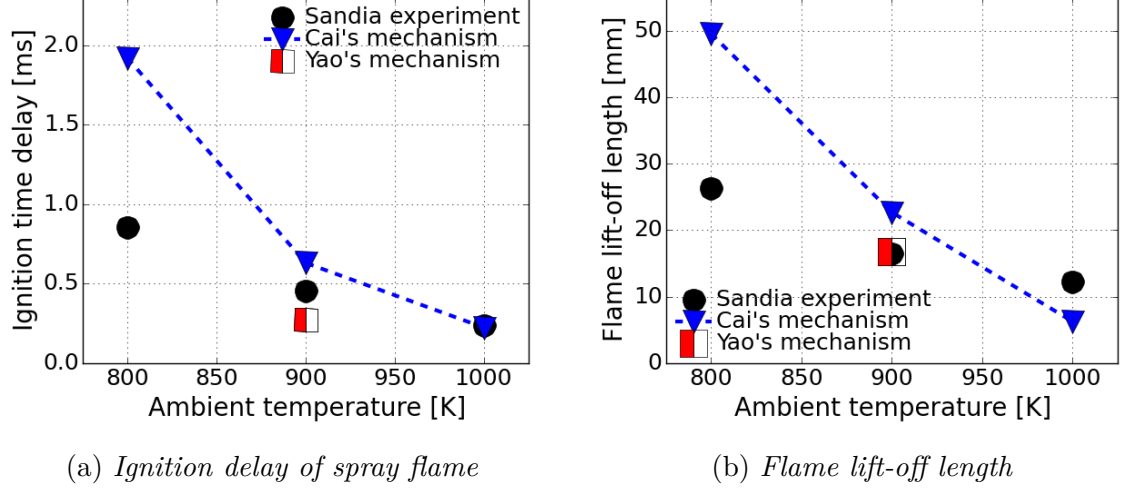 Ignition time delay [ms]
2.0
1.5
1.0
0.5
0.0
800
850
900
950
1000
Ambient temperature [K]
Sandia experiment
Cai's mechanism
Yao's mechanism
(a) Ignition delay of spray flame
Flame lift-off length [mm]
50
40
30
20
10
0
800
850
900
950
1000
Ambient temperature [K]
Sandia experiment
Cai's mechanism
Yao's mechanism
(b) Flame lift-off length